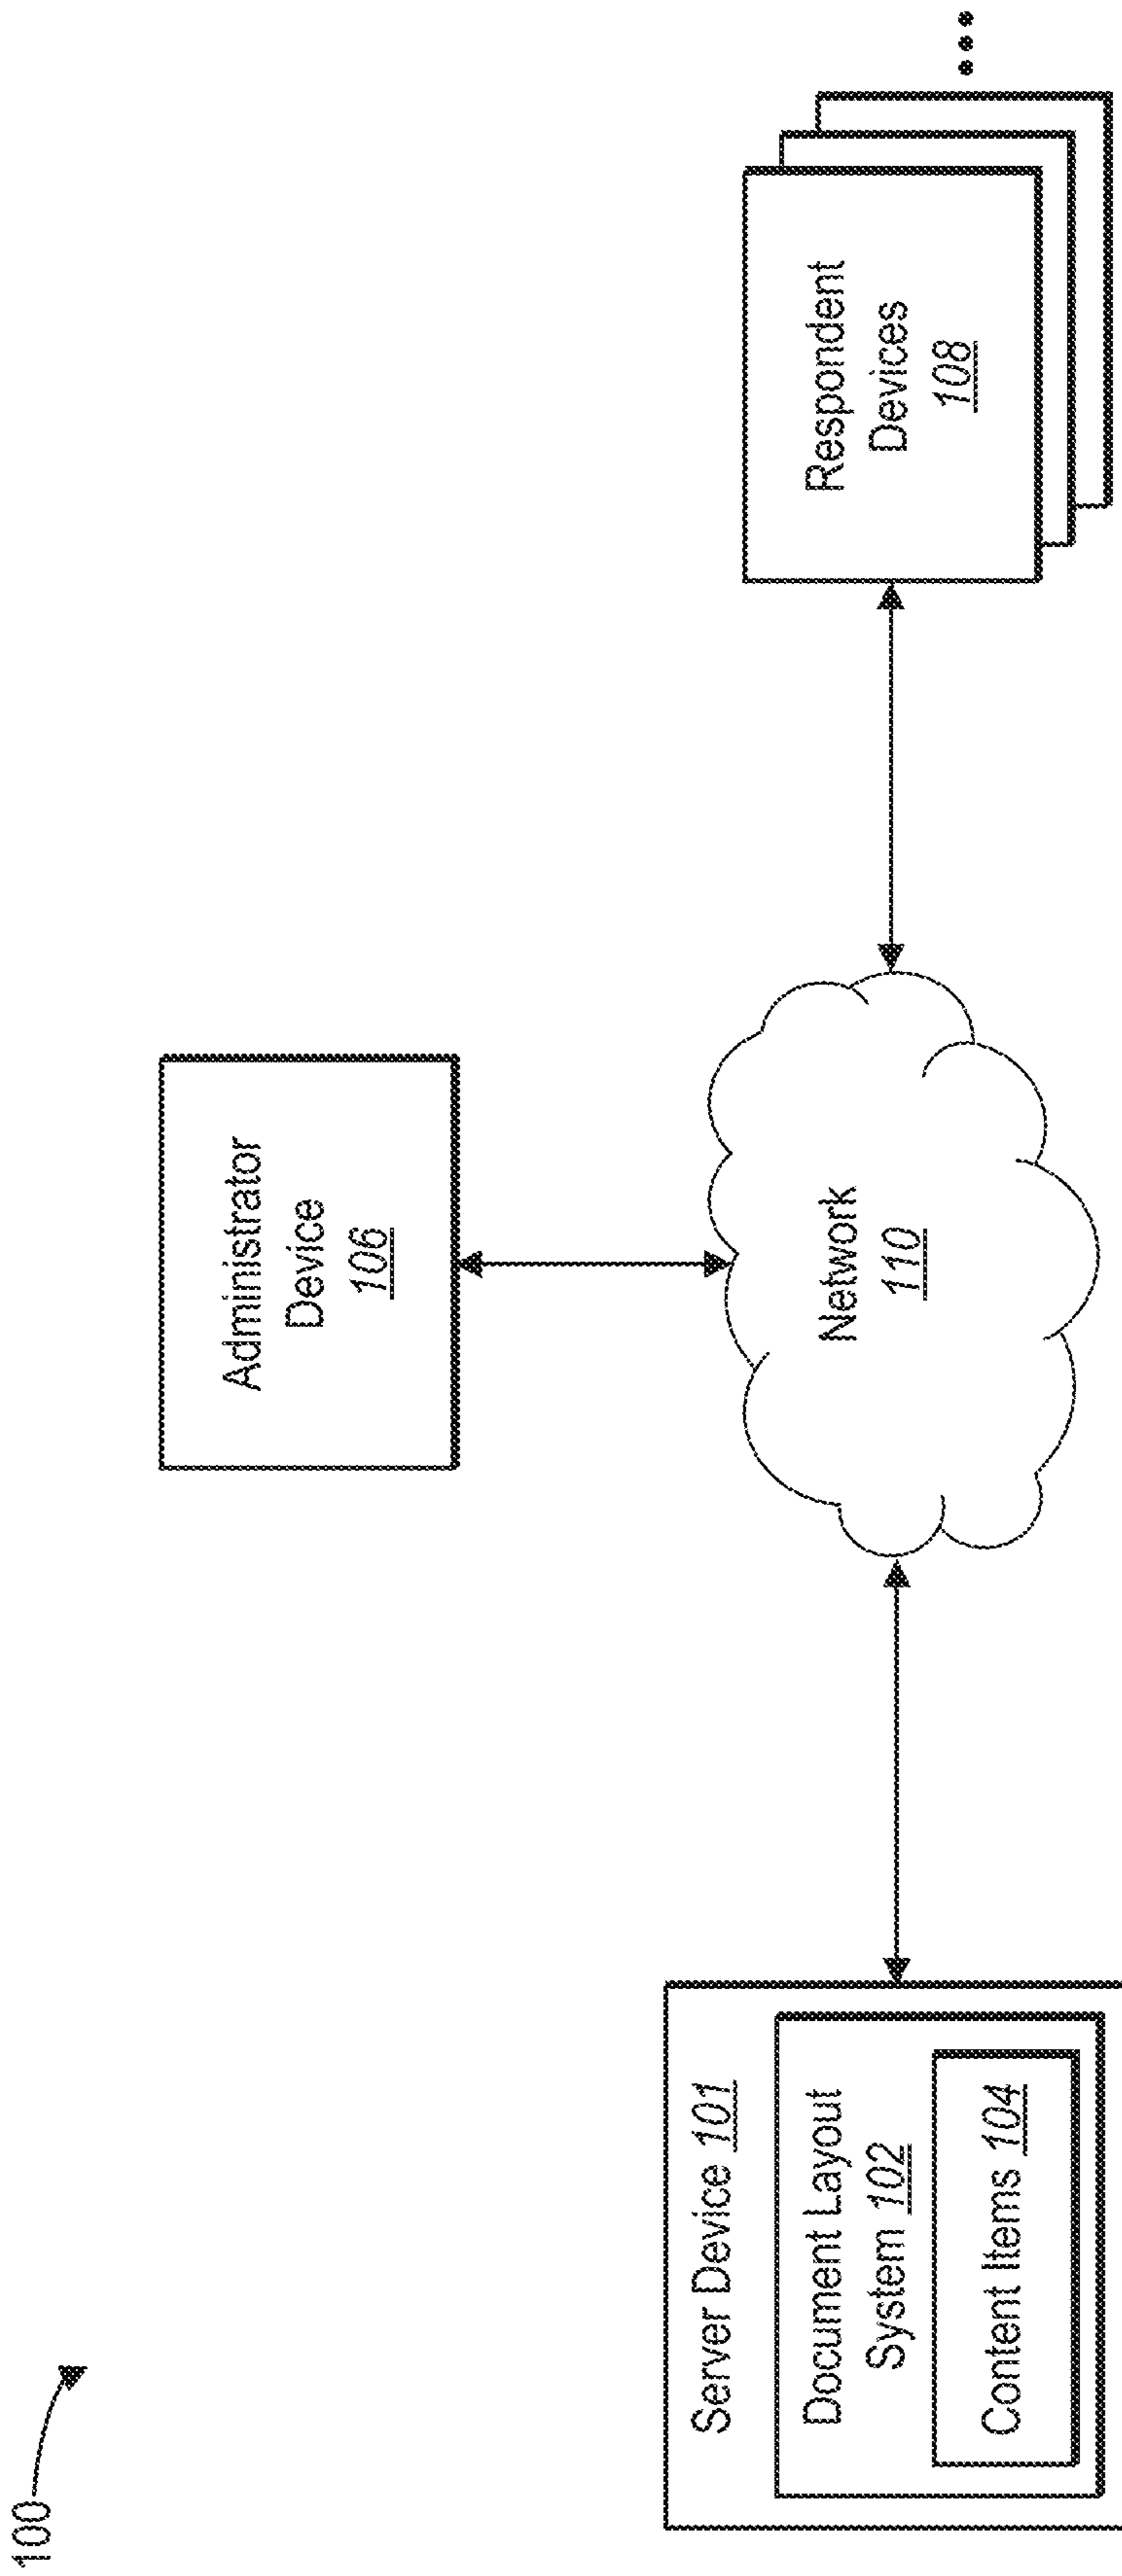 100
Administrator
Device
106
Server Device 101
Document Layout
System 102
Content Items 104
Network
110
Respondent
Devices
108